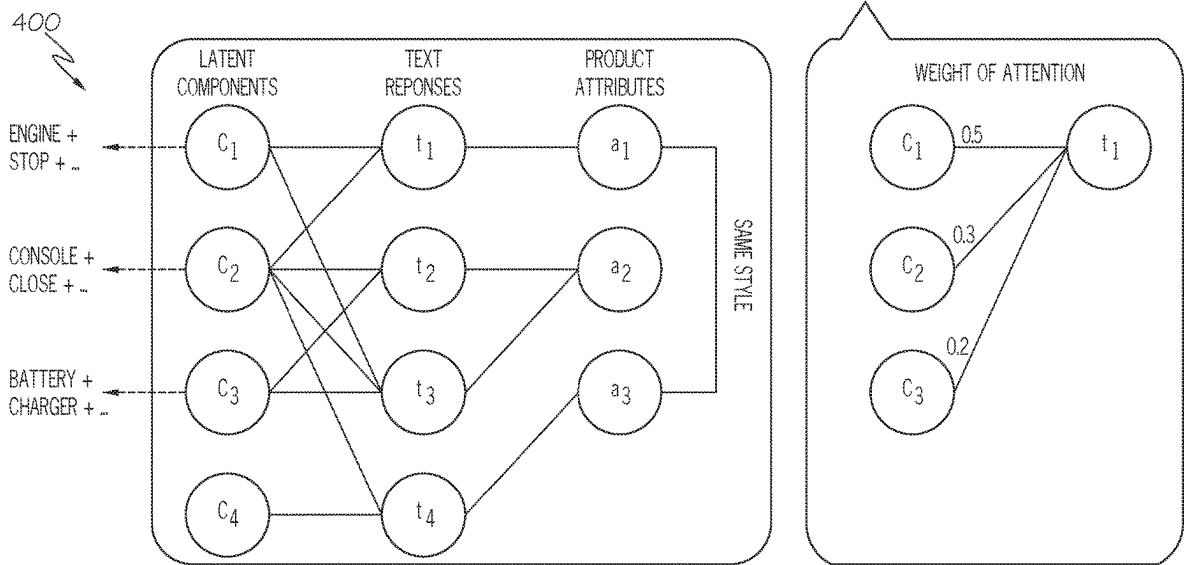 400
LATENT
COMPONENTS
TEXT
REPONSES
PRODUCT
ATTRIBUTES
ENGINE +
STOP + ...
C1
t1
a1
CONSOLE +
CLOSE + ...
C2
t2
a2
BATTERY +
CHARGER + ...
C3
t3
a3
C4
t4
SAME STYLE
WEIGHT OF ATTENTION
C1
0.5
t1
C2
0.3
C3
0.2